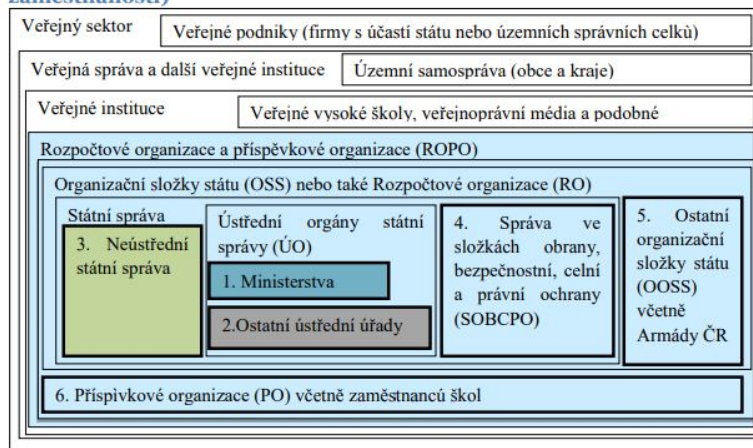 zaměstnanosti)
Veřejný sektor
Veřejné podniky (firmy s účastí státu nebo územních správních celků)
Veřejná správa a další veřejné instituce
Územní samospráva (obce a kraje)
Veřejné instituce
Veřejné vysoké školy, veřejnoprávní média a podobné
Rozpočtové organizace a příspěvkové organizace (ROPO)
Organizační složky státu (OSS) nebo také Rozpočtové organizace (RO)
Státní správa
3. Neústřední
státní správa
Ústřední orgány státní
správy (ÚO)
1. Ministerstva
2.Ostatní ústřední úřady
4. Správa ve
složkách obrany,
bezpečnostní, celní
a právní ochrany
(SOBCPO)
5. Ostatní
organizační
složky státu
(OOSS)
včetně
Armády ČR
6. Příspìvkové organizace (PO) včetně zaměstnancú škol